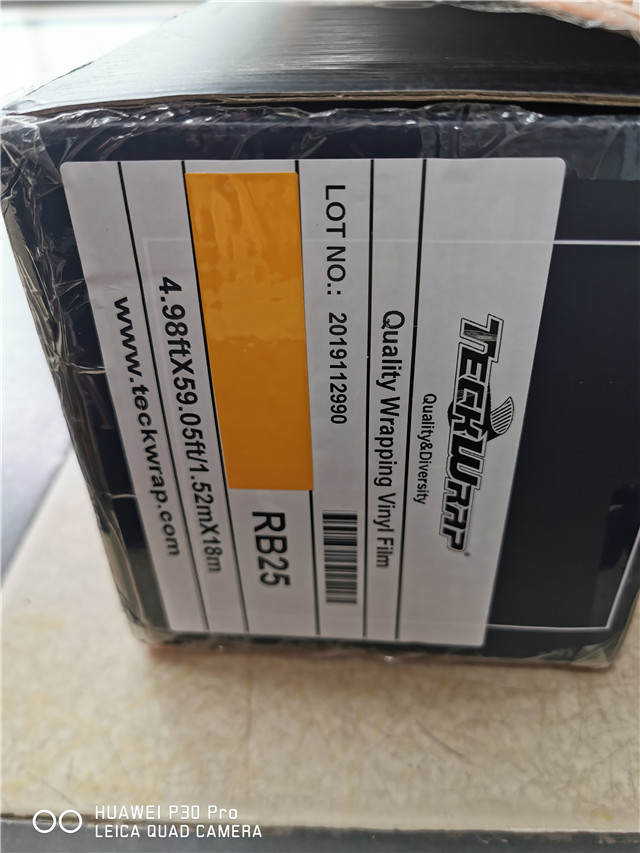 TECKWRAP®
Quality&Diversity
Quality Wrapping Vinyl Film
LOT NO.: 2019112990
RB25
4.98ftX59.05ft/1.52mX18m
www.teckwrap.com
HUAWEI P30 Pro
LEICA QUAD CAMERA